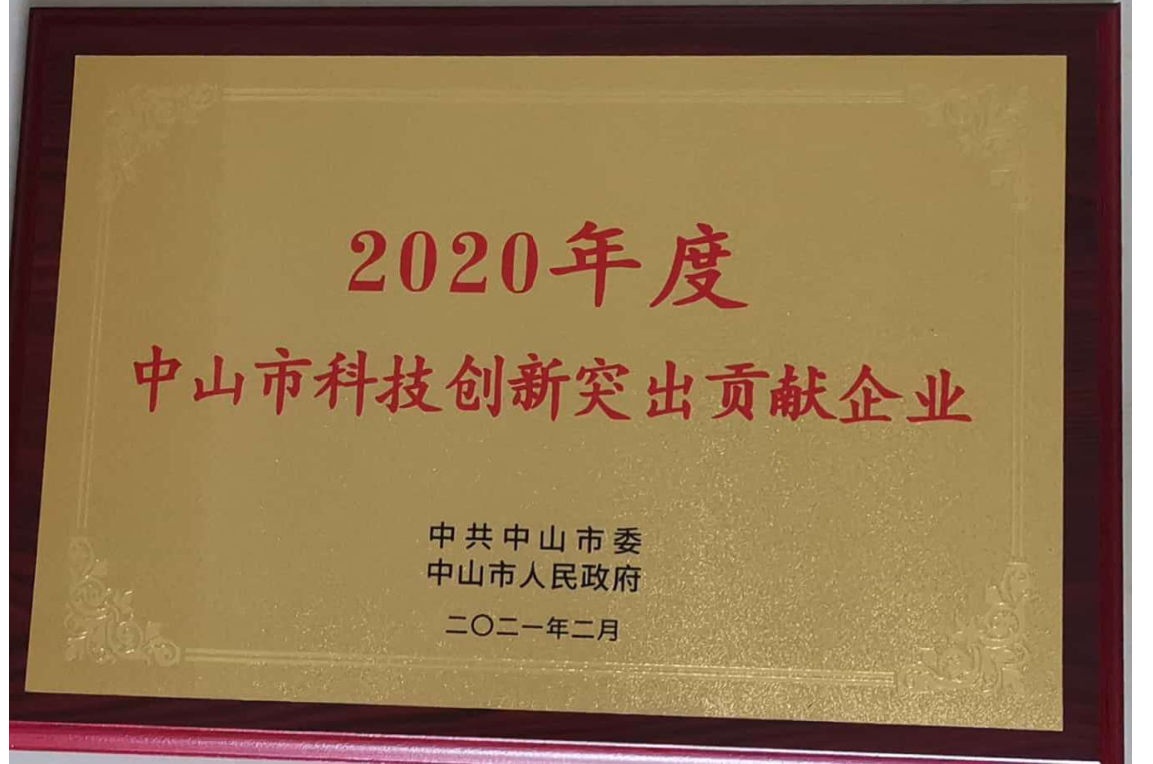 2020年度
中山市科技创新突出贡献企业
中共中山市委
中山市人民政府
二〇二一年二月